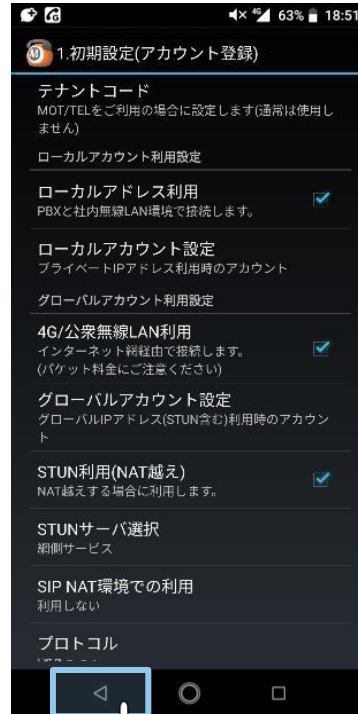 4G 63% 18:51
1.初期設定(アカウント登録)
テナントコード
MOT/TELをご利用の場合に設定します(通常は使用し
ません)
ローカルアカウント利用設定
ローカルアドレス利用
PBXと社内無線LAN環境で接続します。
ローカルアカウント設定
プライベートIPアドレス利用時のアカウント
グローバルアカウント利用設定
4G/公衆無線LAN利用
インターネット網経由で接続します。
(パケット料金にご注意ください)
グローバルアカウント設定
グローバルIPアドレス(STUN含む)利用時のアカウン
ト
STUN利用(NAT越え)
NAT越えする場合に利用します。
STUNサーバ選択
網側サービス
SIP NAT環境での利用
利用しない
プロトコル